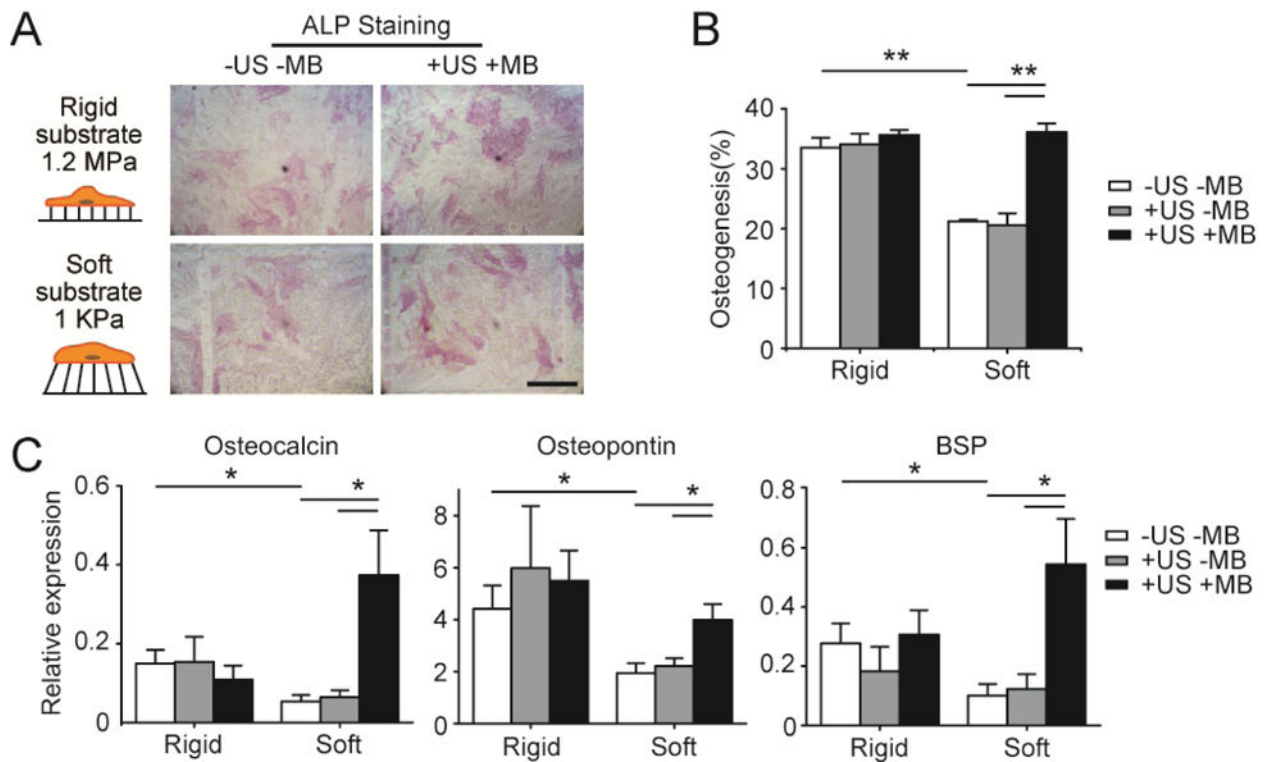 A
ALP Staining
-US -MB
+US +MB
Rigid
substrate
1.2 MPa
Soft
substrate
1 KPa
B
**
**
Osteogenesis(%)
40
30
20
10
0
Rigid
Soft
-US -MB
+US -MB
+US +MB
C
Osteocalcin
Relative expression
0.6
0.4
0.2
0
*
*
Rigid
Soft
Osteopontin
8
6
4
2
0
*
*
Rigid
Soft
BSP
0.8
0.6
0.4
0.2
0
*
*
Rigid
Soft
-US -MB
+US -MB
+US +MB